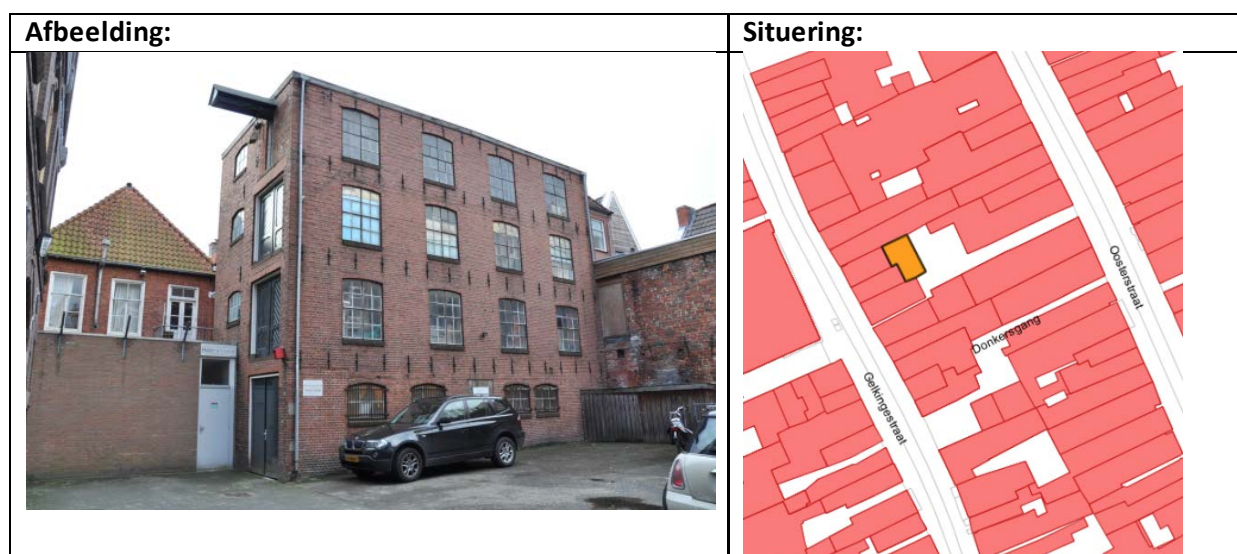 Afbeelding:
Situering:
Oosterstraat
Donkersgang
Gelkingestraat